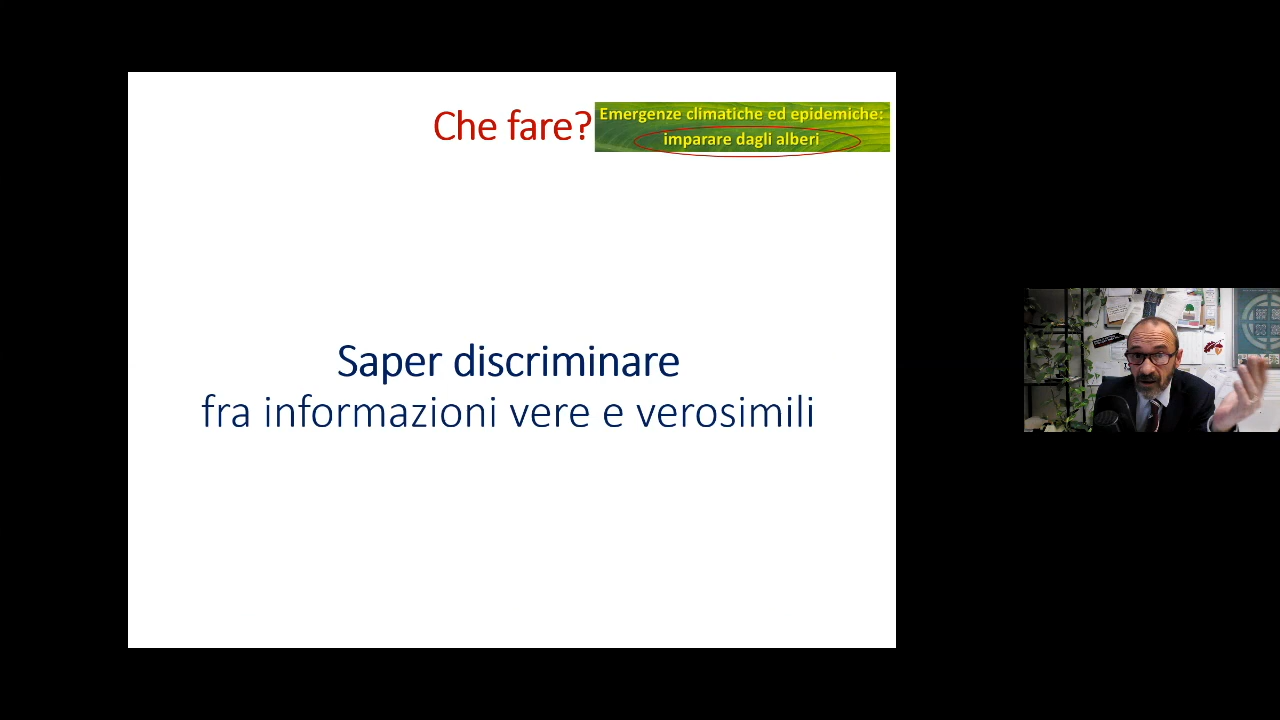 Che fare?
Emergenze climatiche ed epidemiche:
imparare dagli alberi
Saper discriminare
fra informazioni vere e verosimili